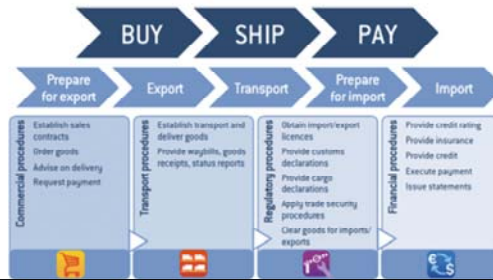 BUY
SHIP
PAY
Prepare
for export
Export
Transport
Prepare
for import
Import
Commercial procedures
Establish sales
contracts
Order goods
Advise on delivery
Request payment
Transport procedures
Establish transport and
deliver goods
Provide waybills, goods
receipts, status reports
Regulatory procedures
Obtain import/export
licences
Provide customs
declarations
Provide cargo
declarations
Apply trade security
procedures
Clear goods for imports/
exports
Financial procedures
Provide credit rating
Provide insurance
Provide credit
Execute payment
Issue statements